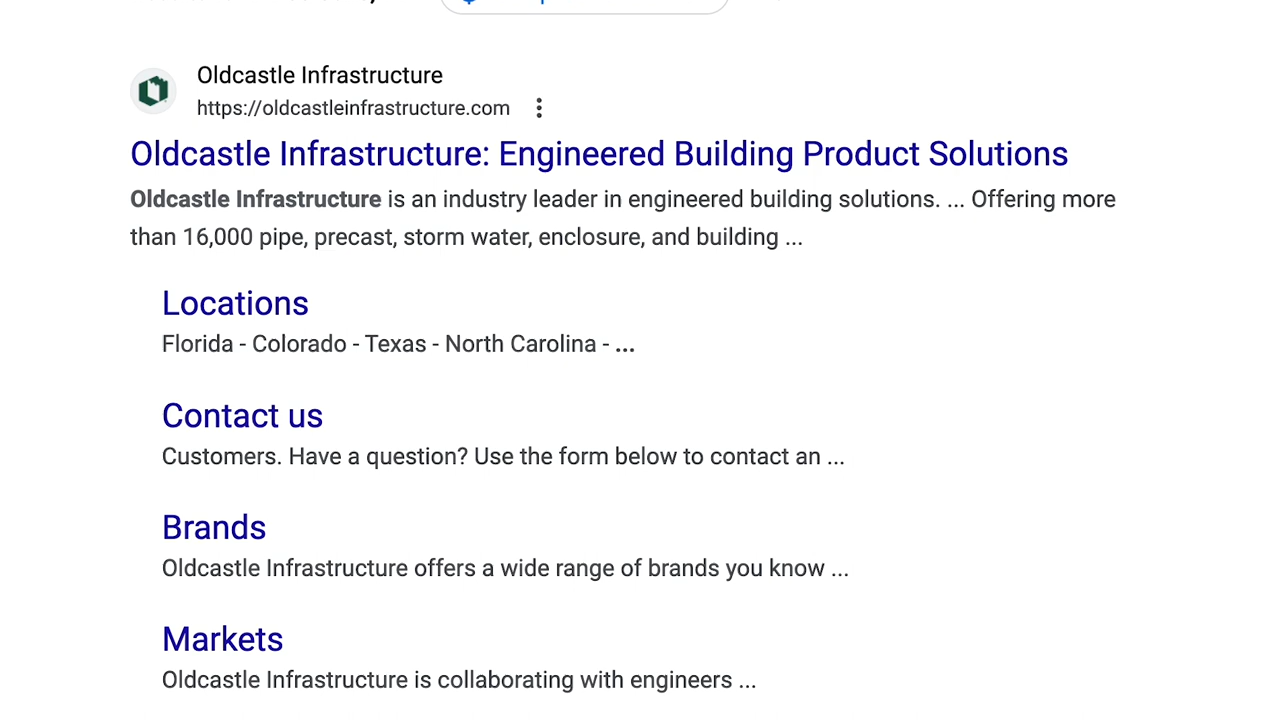 Oldcastle Infrastructure
https://oldcastleinfrastructure.com
Oldcastle Infrastructure: Engineered Building Product Solutions
Oldcastle Infrastructure is an industry leader in engineered building solutions. ... Offering more
than 16,000 pipe, precast, storm water, enclosure, and building ...
Locations
Florida - Colorado - Texas - North Carolina - ...
Contact us
Customers. Have a question? Use the form below to contact an ...
Brands
Oldcastle Infrastructure offers a wide range of brands you know ...
Markets
Oldcastle Infrastructure is collaborating with engineers ...